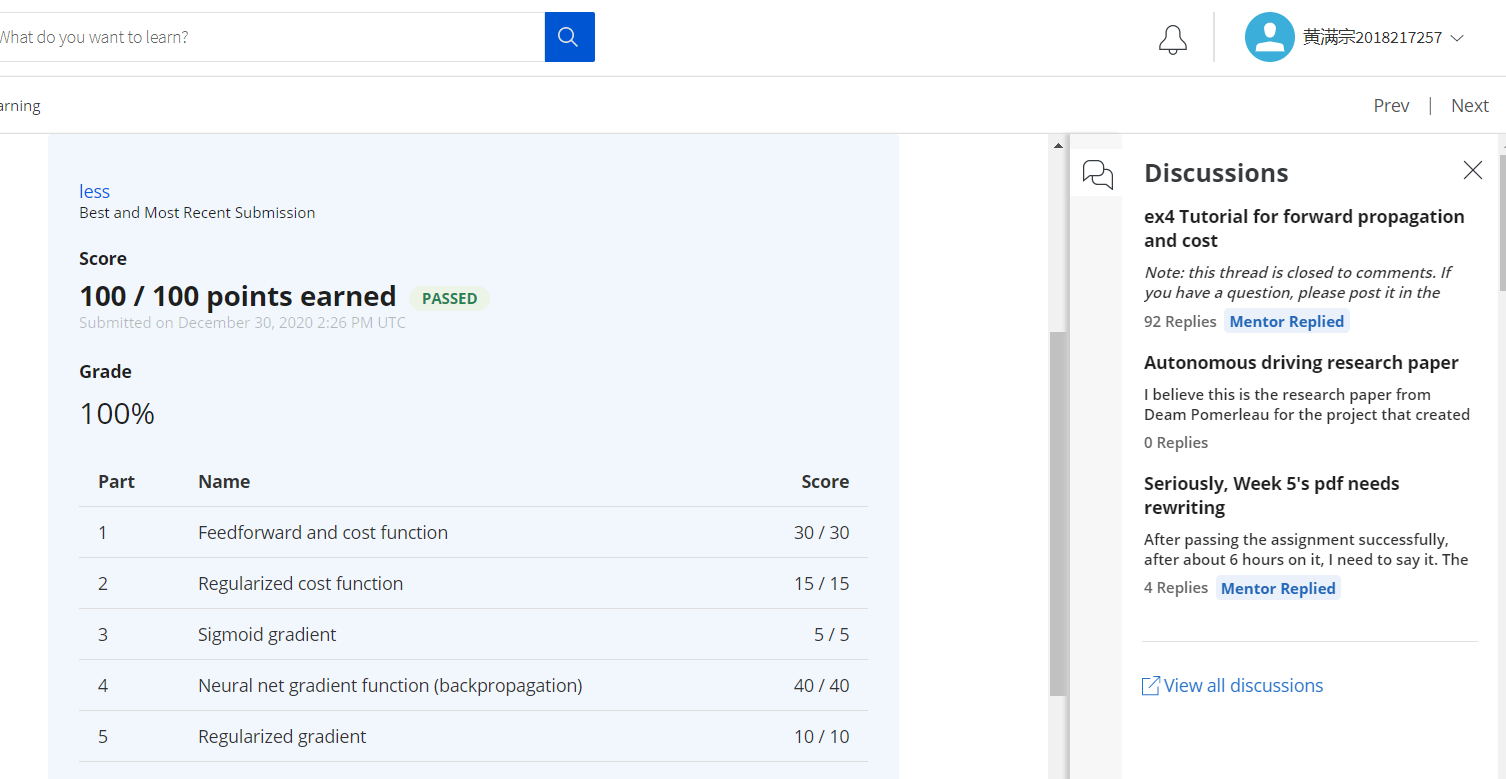 What do you want to learn?
黄满宗2018217257
Prev | Next
less
Best and Most Recent Submission
Score
100 / 100 points earned PASSED
Submitted on December 30, 2020 2:26 PM UTC
Grade
100%
Part Name Score
1 Feedforward and cost function 30 / 30
2 Regularized cost function 15 / 15
3 Sigmoid gradient 5 / 5
4 Neural net gradient function (backpropagation) 40 / 40
5 Regularized gradient 10 / 10
Discussions
ex4 Tutorial for forward propagation
and cost
Note: this thread is closed to comments. If
you have a question, please post it in the
92 Replies Mentor Replied
Autonomous driving research paper
I believe this is the research paper from
Deam Pomerleau for the project that created
0 Replies
Seriously, Week 5's pdf needs
rewriting
After passing the assignment successfully,
after about 6 hours on it, I need to say it. The
4 Replies Mentor Replied
View all discussions